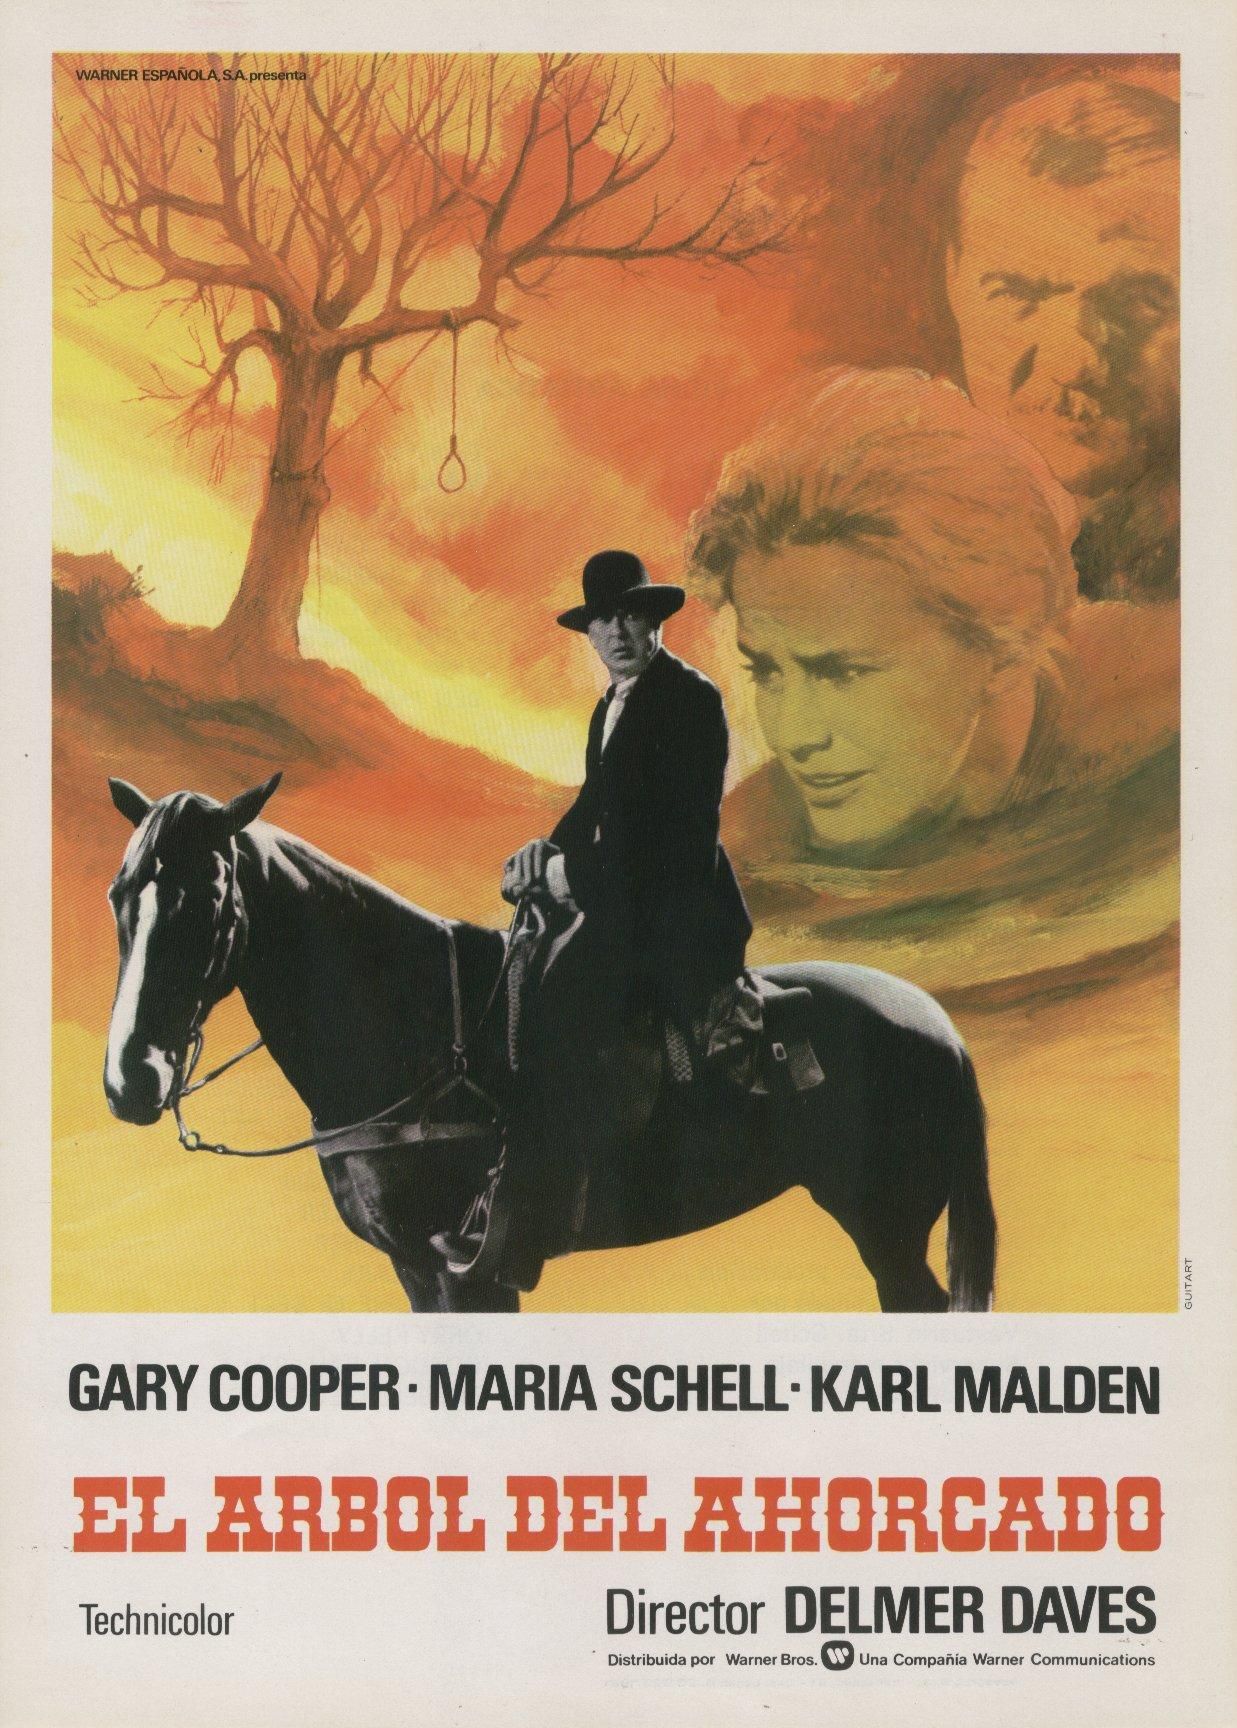 WARNER ESPAÑOLA, S.A. presenta
GUITART
GARY COOPER · MARIA SCHELL · KARL MALDEN
EL ARBOL DEL AHORCADO
Technicolor
Director DELMER DAVES
Distribuida por Warner Bros. Una Compañía Warner Communications